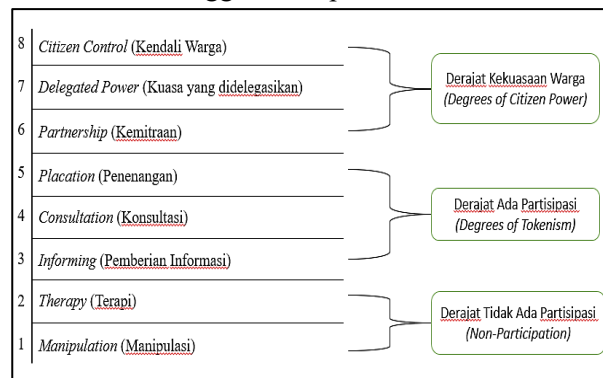 8 Citizen Control (Kendali Warga)
7 Delegated Power (Kuasa yang didelegasikan)
6 Partnership (Kemitraan)
Derajat Kekuasaan Warga
(Degrees of Citizen Power)
5 Placation (Penenangan)
4 Consultation (Konsultasi)
3 Informing (Pemberian Informasi)
Derajat Ada Partisipasi
(Degrees of Tokenism)
2 Therapy (Terapi)
1 Manipulation (Manipulasi)
Derajat Tidak Ada Partisipasi
(Non-Participation)